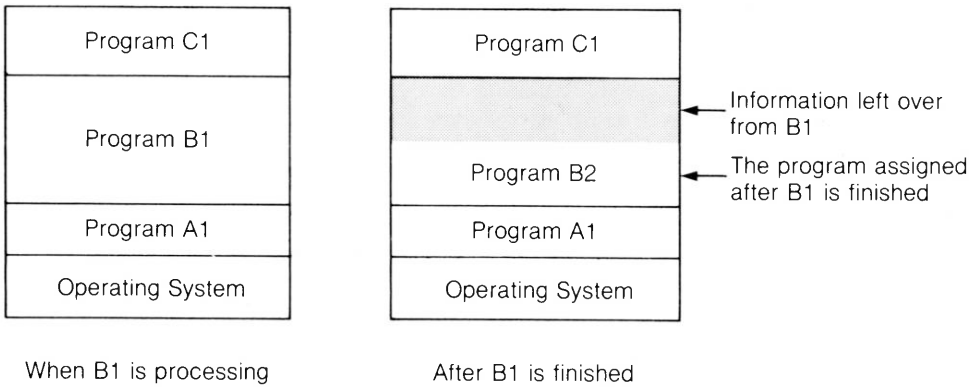 Program C1
Program B1
Program A1
Operating System
When B1 is processing
Program C1
Program B2
Program A1
Operating System
After B1 is finished
Information left over
from B1
The program assigned
after B1 is finished